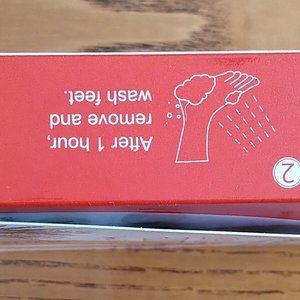 2
After 1 hour,
remove and
wash feet.